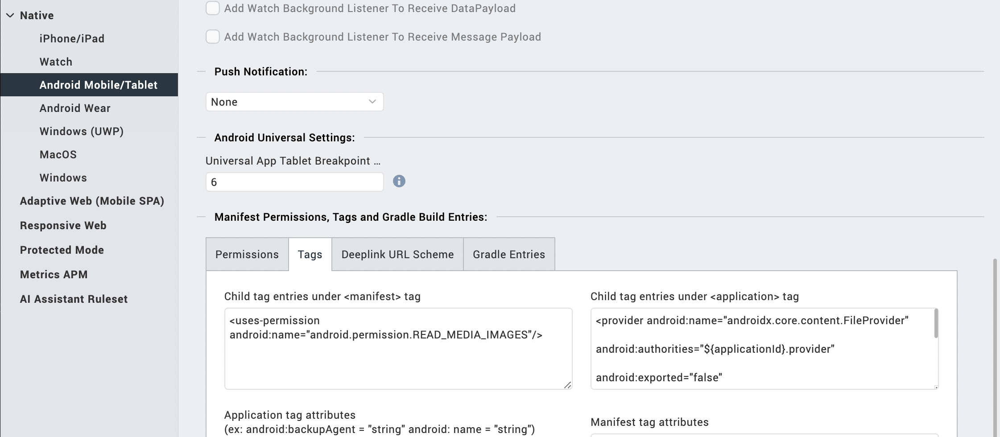 Native
iPhone/iPad
Watch
Android Mobile/Tablet
Android Wear
Windows (UWP)
MacOS
Windows
Adaptive Web (Mobile SPA)
Responsive Web
Protected Mode
Metrics APM
AI Assistant Ruleset
Add Watch Background Listener To Receive DataPayload
Add Watch Background Listener To Receive Message Payload
Push Notification:
None
Android Universal Settings:
Universal App Tablet Breakpoint ...
6
Manifest Permissions, Tags and Gradle Build Entries:
Permissions
Tags
Deeplink URL Scheme
Gradle Entries
Child tag entries under <manifest> tag
<uses-permission
android:name="android.permission.READ_MEDIA_IMAGES"/>
Child tag entries under <application> tag
<provider android:name="androidx.core.content.FileProvider"
android:authorities="${applicationId}.provider"
android:exported="false"
Application tag attributes
(ex: android:backupAgent = "string" android: name = "string")
Manifest tag attributes